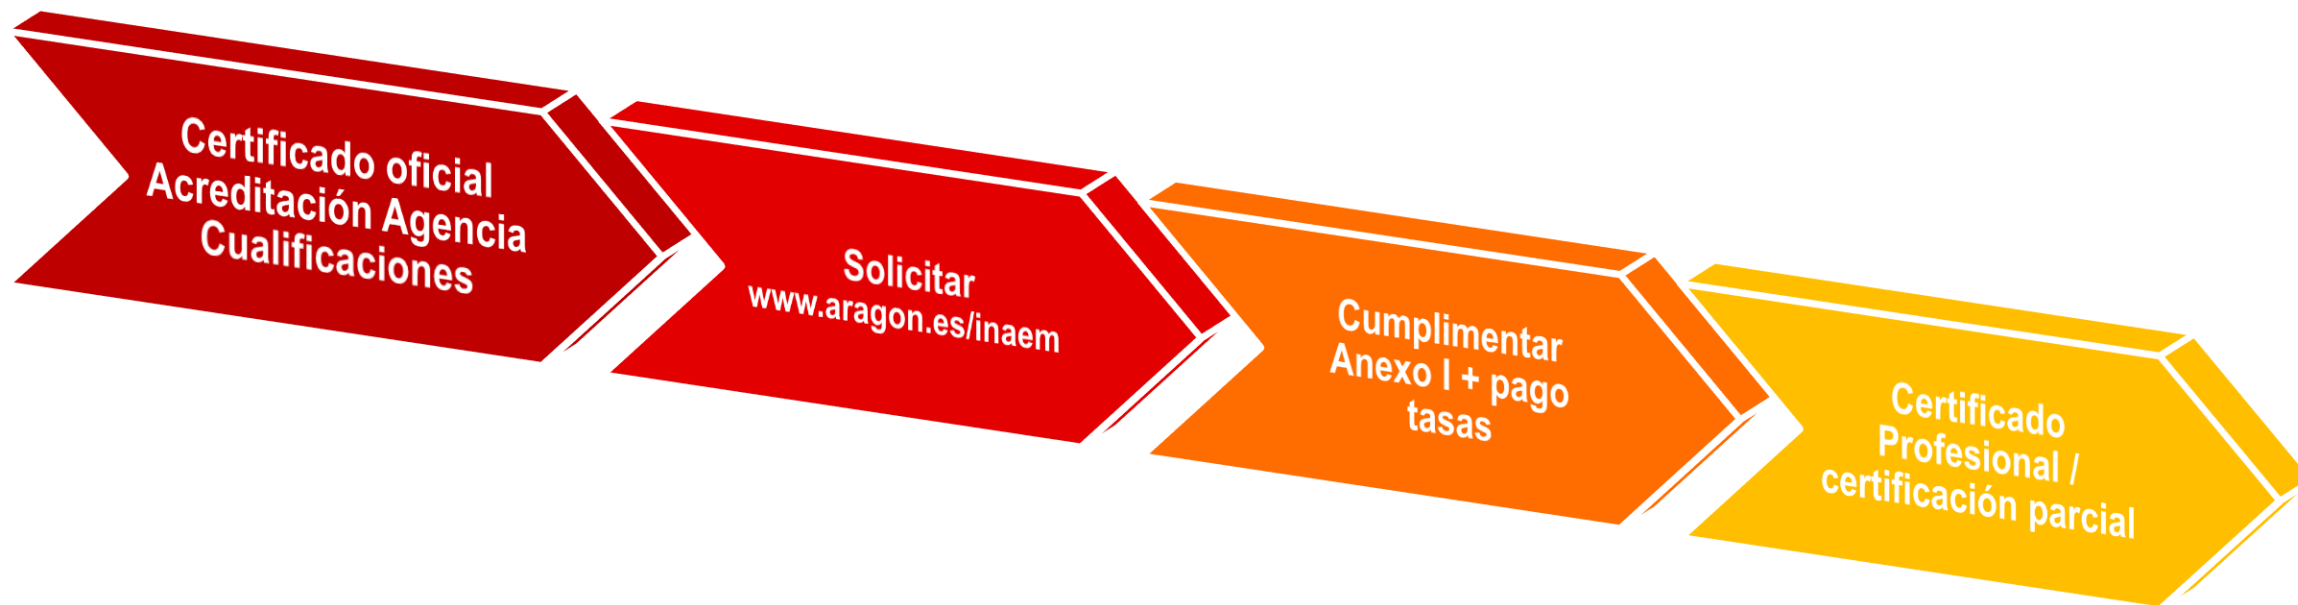 Certificado oficial
Acreditación Agencia
Cualificaciones
Solicitar
www.aragon.es/inaem
Cumplimentar
Anexo I + pago
tasas
Certificado
Profesional /
certificación parcial